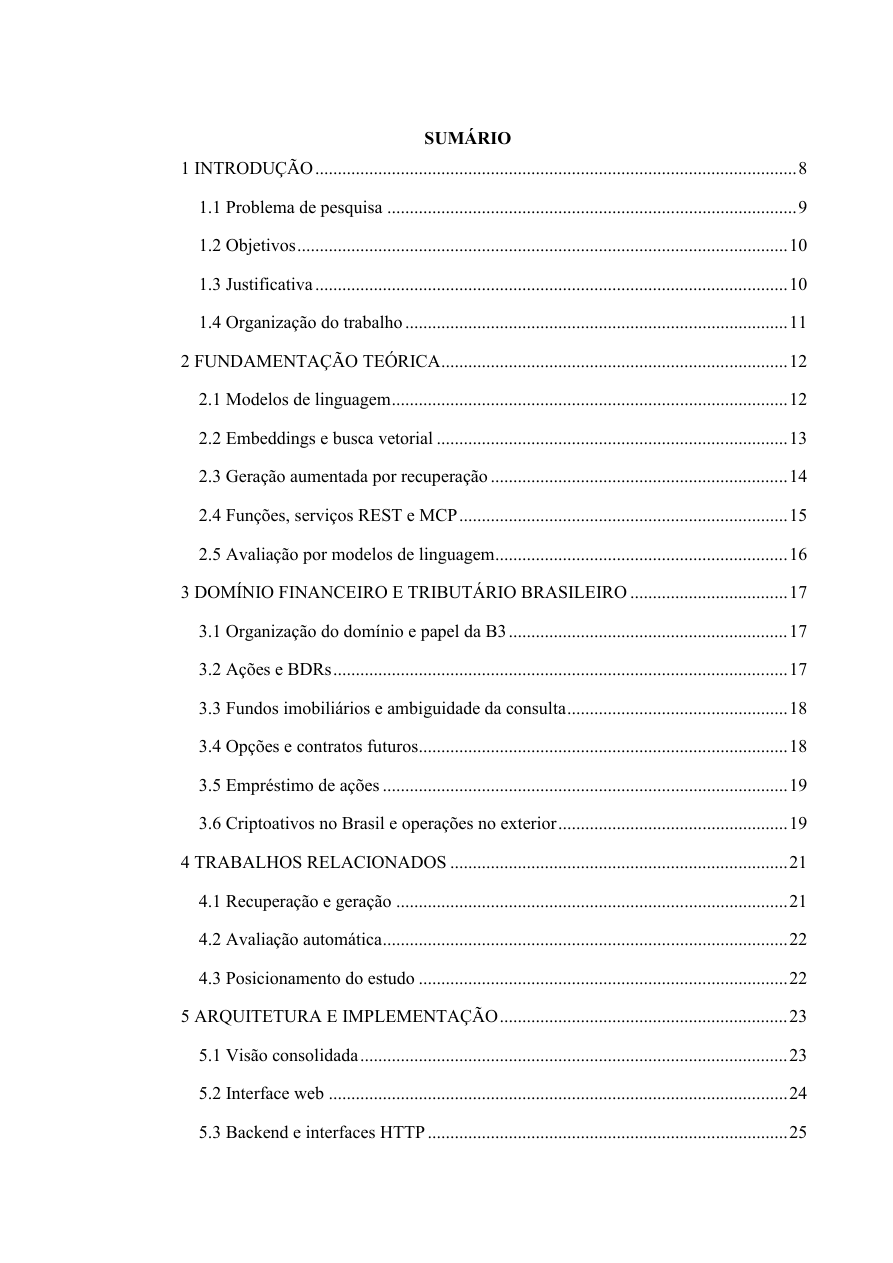 SUMÁRIO
1 INTRODUÇÃO ........................................................................................................... 8
1.1 Problema de pesquisa ........................................................................................... 9
1.2 Objetivos ............................................................................................................. 10
1.3 Justificativa ......................................................................................................... 10
1.4 Organização do trabalho ..................................................................................... 11
2 FUNDAMENTAÇÃO TEÓRICA ............................................................................. 12
2.1 Modelos de linguagem ........................................................................................ 12
2.2 Embeddings e busca vetorial .............................................................................. 13
2.3 Geração aumentada por recuperação .................................................................. 14
2.4 Funções, serviços REST e MCP ......................................................................... 15
2.5 Avaliação por modelos de linguagem ................................................................. 16
3 DOMÍNIO FINANCEIRO E TRIBUTÁRIO BRASILEIRO ................................... 17
3.1 Organização do domínio e papel da B3 .............................................................. 17
3.2 Ações e BDRs ..................................................................................................... 17
3.3 Fundos imobiliários e ambiguidade da consulta ................................................. 18
3.4 Opções e contratos futuros .................................................................................. 18
3.5 Empréstimo de ações .......................................................................................... 19
3.6 Criptoativos no Brasil e operações no exterior ................................................... 19
4 TRABALHOS RELACIONADOS ........................................................................... 21
4.1 Recuperação e geração ....................................................................................... 21
4.2 Avaliação automática .......................................................................................... 22
4.3 Posicionamento do estudo .................................................................................. 22
5 ARQUITETURA E IMPLEMENTAÇÃO ................................................................ 23
5.1 Visão consolidada ............................................................................................... 23
5.2 Interface web ...................................................................................................... 24
5.3 Backend e interfaces HTTP ................................................................................ 25